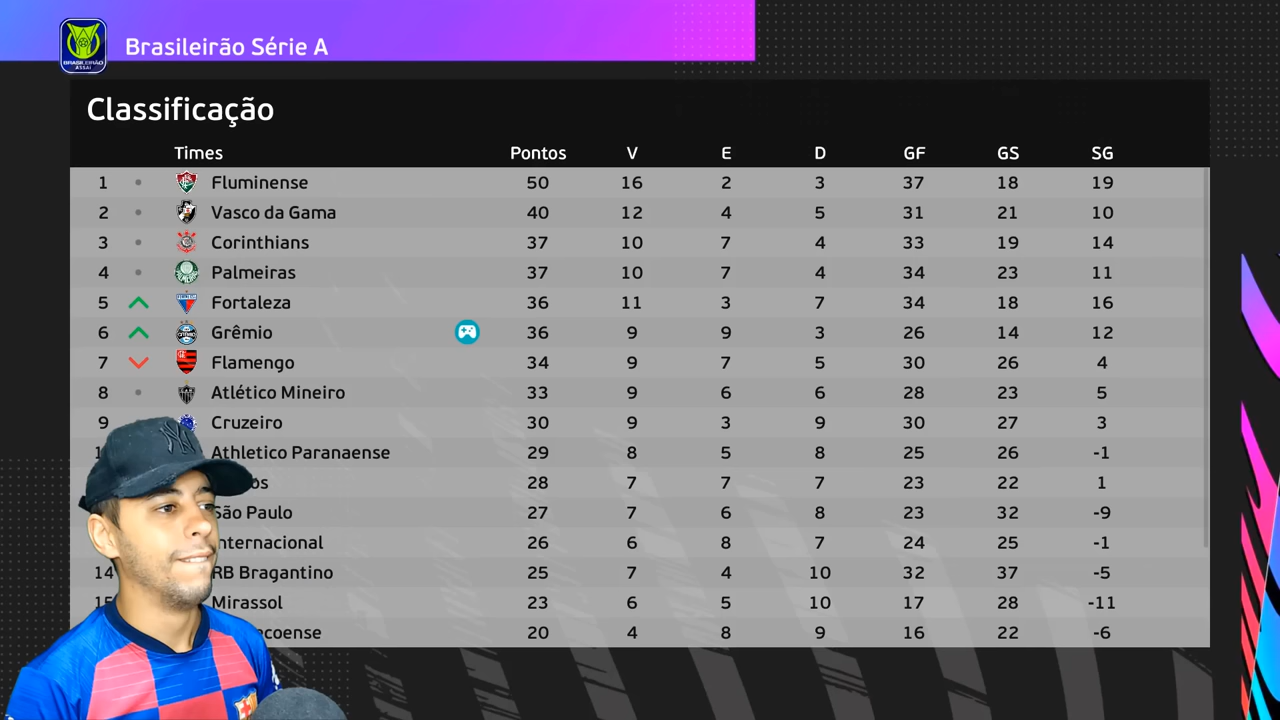 Brasileirão Série A
BRASILEIRÃO
ASSAÍ
Classificação
Times Pontos V E D GF GS SG
1 Fluminense 50 16 2 3 37 18 19
2 Vasco da Gama 40 12 4 5 31 21 10
3 Corinthians 37 10 7 4 33 19 14
4 Palmeiras 37 10 7 4 34 23 11
5 Fortaleza 36 11 3 7 34 18 16
6 Grêmio 36 9 9 3 26 14 12
7 Flamengo 34 9 7 5 30 26 4
8 Atlético Mineiro 33 9 6 6 28 23 5
9 Cruzeiro 30 9 3 9 30 27 3
Athletico Paranaense 29 8 5 8 25 26 -1
28 7 7 7 23 22 1
São Paulo 27 7 6 8 23 32 -9
Internacional 26 6 8 7 24 25 -1
14 RB Bragantino 25 7 4 10 32 37 -5
15 Mirassol 23 6 5 10 17 28 -11
20 4 8 9 16 22 -6